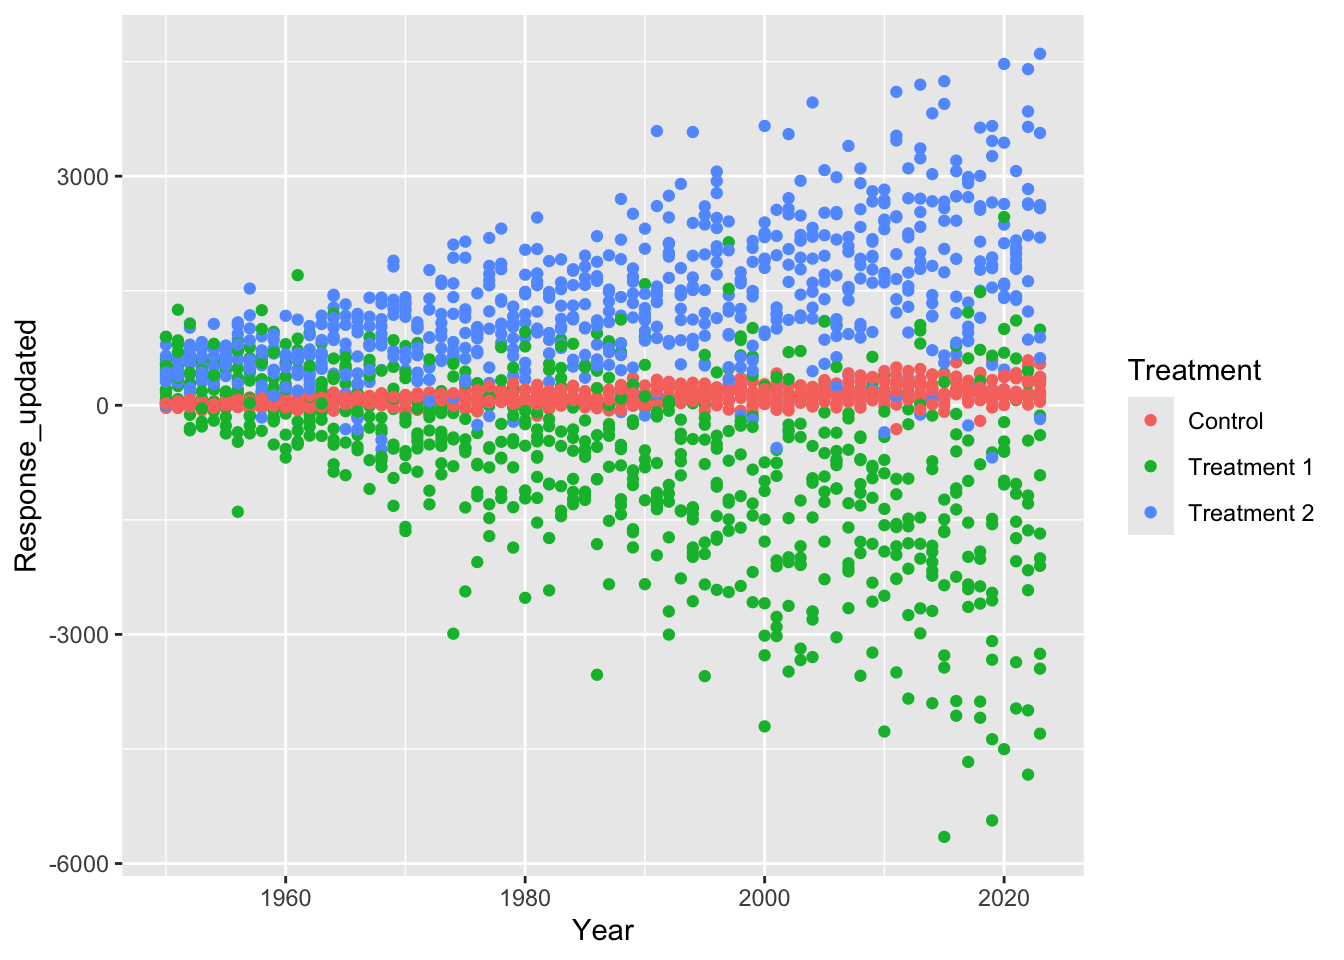 Response_updated
3000
0
-3000
-6000
1960 1980 2000 2020
Year
Treatment
Control
Treatment 1
Treatment 2